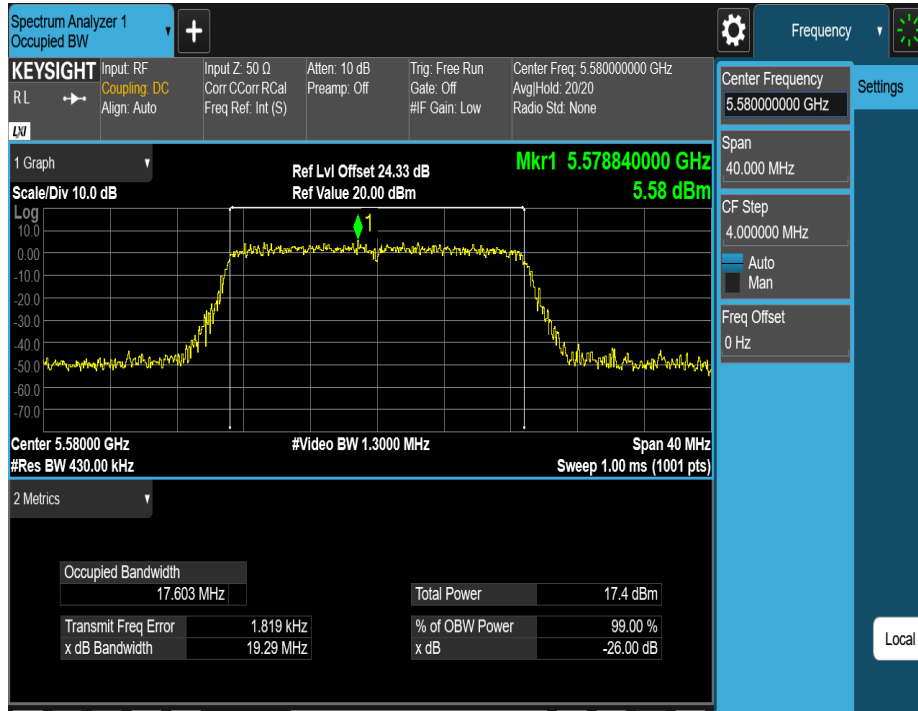 Spectrum Analyzer 1
Occupied BW
+
Frequency
KEYSIGHT
R L
LXI
Input: RF
Coupling: DC
Align: Auto
Input Z: 50 Ω
Corr CCorr RCal
Freq Ref: Int (S)
Atten: 10 dB
Preamp: Off
Trig: Free Run
Gate: Off
#IF Gain: Low
Center Freq: 5.580000000 GHz
Avg|Hold: 20/20
Radio Std: None
Center Frequency
5.580000000 GHz
Settings
Span
40.000 MHz
CF Step
4.000000 MHz
Auto
Man
Freq Offset
0 Hz
Local
1 Graph
Scale/Div 10.0 dB
Ref Lvl Offset 24.33 dB
Ref Value 20.00 dBm
Mkr1 5.578840000 GHz
5.58 dBm
Log
10.0
0.00
-10.0
-20.0
-30.0
-40.0
-50.0
-60.0
-70.0
1
Center 5.58000 GHz
#Video BW 1.3000 MHz
Span 40 MHz
#Res BW 430.00 kHz
Sweep 1.00 ms (1001 pts)
2 Metrics
Occupied Bandwidth
17.603 MHz
Total Power 17.4 dBm
Transmit Freq Error 1.819 kHz
% of OBW Power 99.00 %
x dB Bandwidth 19.29 MHz
x dB -26.00 dB